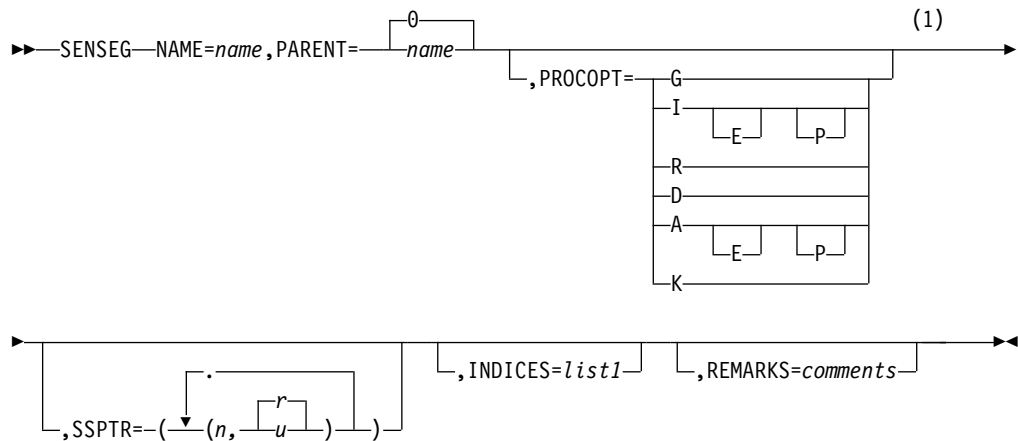 0 (1)
SENSEG NAME=name,PARENT= name
,PROCOPT= G
I
E P
R
D
A
E P
K
.
,INDICES=list1 ,REMARKS=comments
r
,SSPTR= ( (n, u ) )